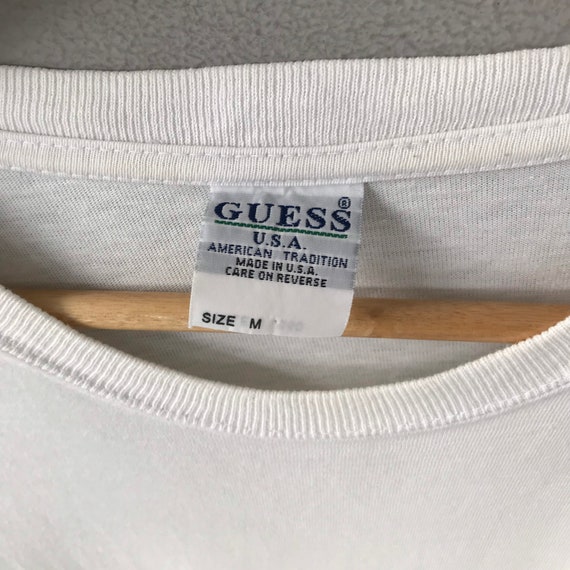 GUESS®
U.S.A.
AMERICAN TRADITION
MADE IN U.S.A.
CARE ON REVERSE
SIZE M